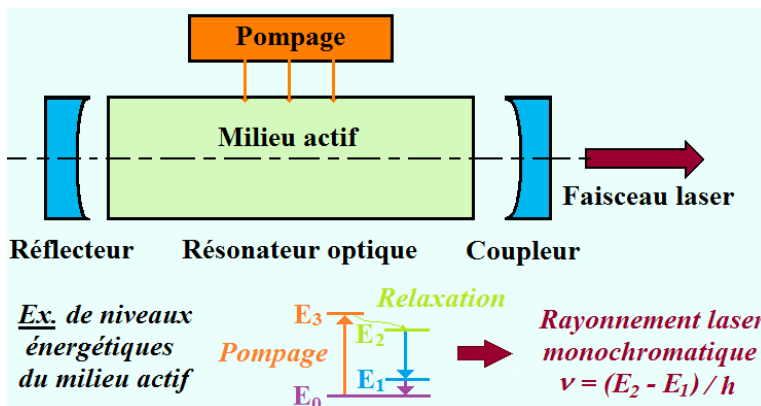 Pompage
Milieu actif
Faisceau laser
Réflecteur
Résonateur optique
Coupleur
Ex. de niveaux
énergétiques
du milieu actif
Relaxation
E3
E2
Pompage
E1
E0
Rayonnement laser
monochromatique
ν = (E2 - E1) / h